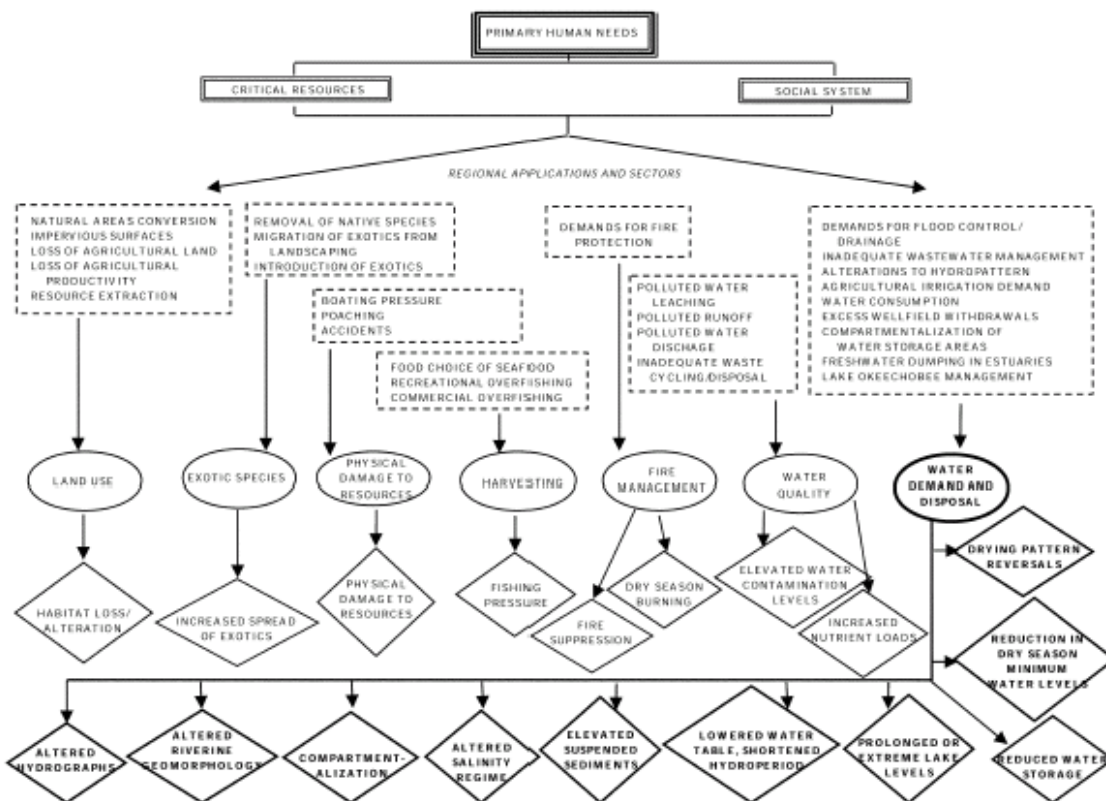 PRIMARY HUMAN NEEDS
CRITICAL RESOURCES
SOCIAL SYSTEM
REGIONAL APPLICATIONS AND SECTORS
NATURAL AREAS CONVERSION
IMPERVIOUS SURFACES
LOSS OF AGRICULTURAL LAND
LOSS OF AGRICULTURAL
PRODUCTIVITY
RESOURCE EXTRACTION
REMOVAL OF NATIVE SPECIES
MIGRATION OF EXOTICS FROM
LANDSCAPING
INTRODUCTION OF EXOTICS
BOATING PRESSURE
POACHING
ACCIDENTS
FOOD CHOICE OF SEAFOOD
RECREATIONAL OVERFISHING
COMMERCIAL OVERFISHING
DEMANDS FOR FIRE
PROTECTION
POLLUTED WATER
LEACHING
POLLUTED RUNOFF
POLLUTED WATER
DISCHAGE
INADEQUATE WASTE
CYCLING/DISPOSAL
DEMANDS FOR FLOOD CONTROL/
DRAINAGE
INADEQUATE WASTEWATER MANAGEMENT
ALTERATIONS TO HYDROPATTERN
AGRICULTURAL IRRIGATION DEMAND
WATER CONSUMPTION
EXCESS WELLFIELD WITHDRAWALS
COMPARTMENTALIZATION OF
WATER STORAGE AREAS
FRESHWATER DUMPING IN ESTUARIES
LAKE OKEECHOBEE MANAGEMENT
LAND USE
EXOTIC SPECIES
PHYSICAL
DAMAGE TO
RESOURCES
HARVESTING
FIRE
MANAGEMENT
WATER
QUALITY
WATER
DEMAND AND
DISPOSAL
HABITAT LOSS/
ALTERATION
INCREASED SPREAD
OF EXOTICS
PHYSICAL
DAMAGE TO
RESOURCES
FISHING
PRESSURE
FIRE
SUPPRESSION
DRY SEASON
BURNING
ELEVATED WATER
CONTAMINATION
LEVELS
INCREASED
NUTRIENT LOADS
DRYING PATTERN
REVERSALS
REDUCTION IN
DRY SEASON
MINIMUM
WATER LEVELS
ALTERED
HYDROGRAPHS
ALTERED
RIVERINE
GEOMORPHOLOGY
COMPARTMENT-
ALIZATION
ALTERED
SALINITY
REGIME
ELEVATED
SUSPENDED
SEDIMENTS
LOWERED WATER
TABLE, SHORTENED
HYDROPERIOD
PROLONGED OR
EXTREME LAKE
LEVELS
REDUCED WATER
STORAGE